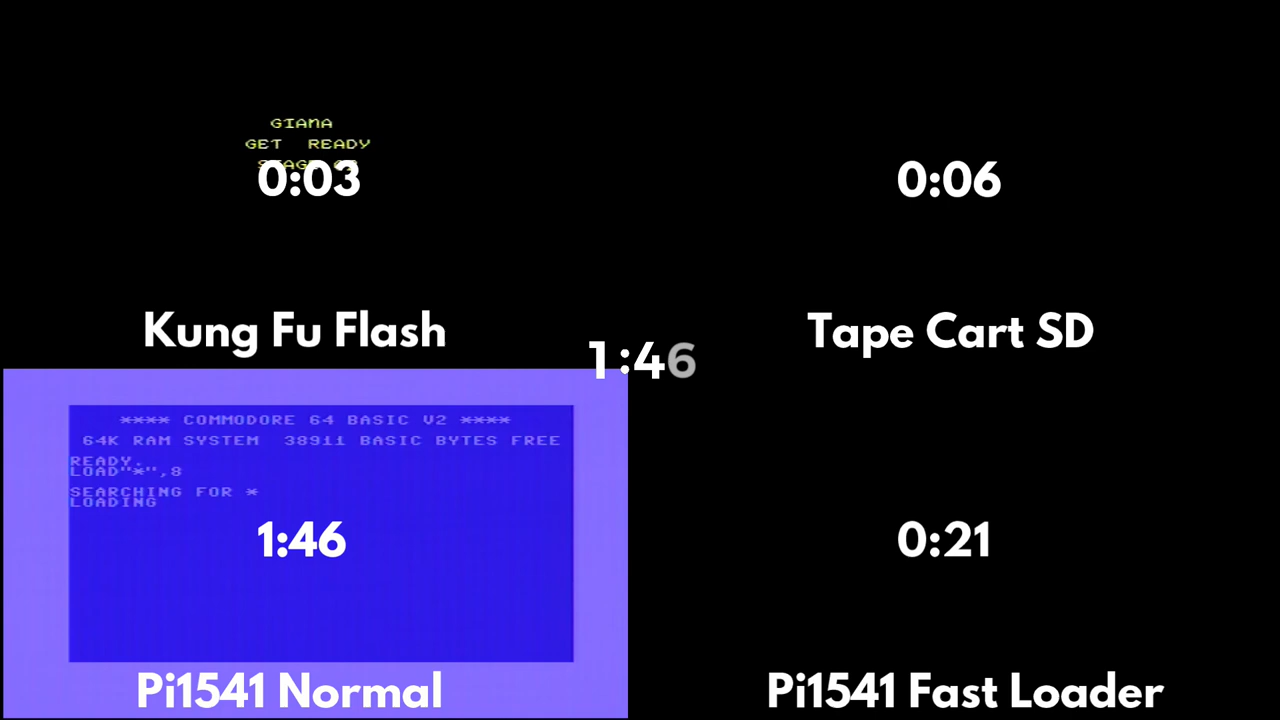 GIANA
GET READY
STAGE
0:03
0:06
Kung Fu Flash
Tape Cart SD
1:46
**** COMMODORE 64 BASIC V2 ****
64K RAM SYSTEM 38911 BASIC BYTES FREE
READY.
LOAD"*",8
SEARCHING FOR *
LOADING
1:46
0:21
Pi1541 Normal
Pi1541 Fast Loader